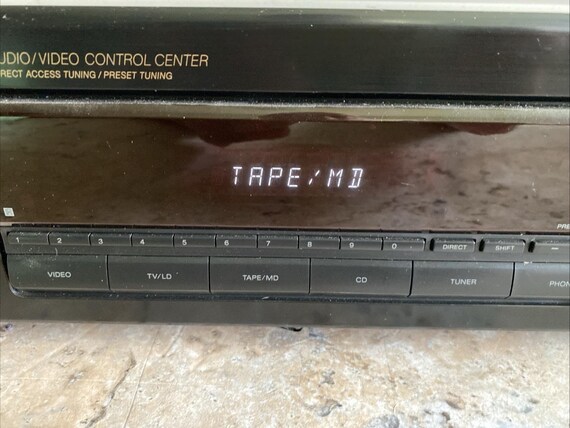 UDIO/VIDEO CONTROL CENTER
RECT ACCESS TUNING / PRESET TUNING
TAPE/MD
PRE
1 2 3 4 5 6 7 8 9 0 DIRECT SHIFT −
VIDEO TV/LD TAPE/MD CD TUNER PHON